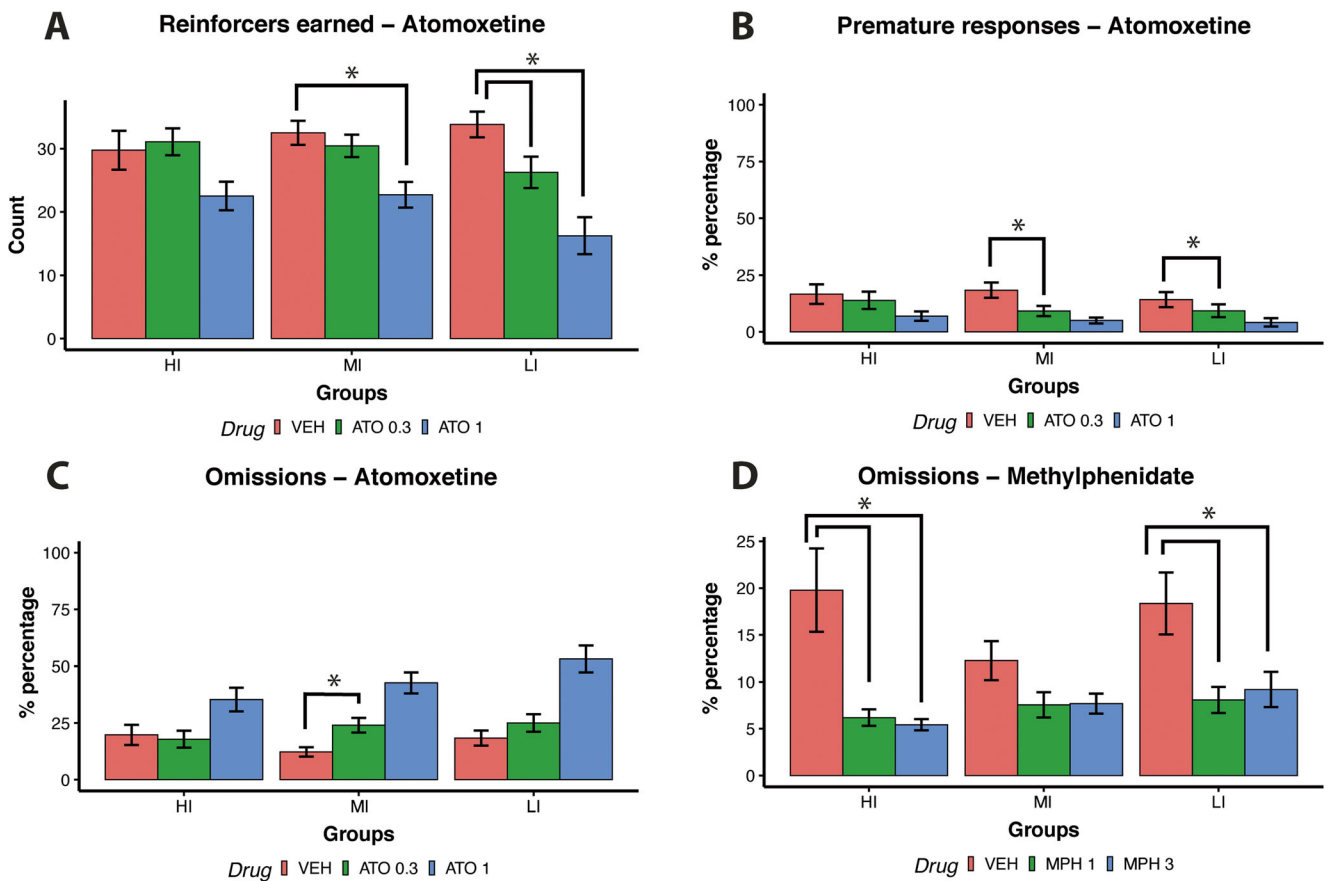 A
Reinforcers earned – Atomoxetine
*
*
30
20
10
0
Count
HI
MI
LI
Groups
Drug VEH ATO 0.3 ATO 1
B
Premature responses – Atomoxetine
100
75
50
25
0
% percentage
*
*
HI
MI
LI
Groups
Drug VEH ATO 0.3 ATO 1
C
Omissions – Atomoxetine
100
75
50
25
0
% percentage
*
HI
MI
LI
Groups
Drug VEH ATO 0.3 ATO 1
D
Omissions – Methylphenidate
*
*
25
20
15
10
5
0
% percentage
HI
MI
LI
Groups
Drug VEH MPH 1 MPH 3